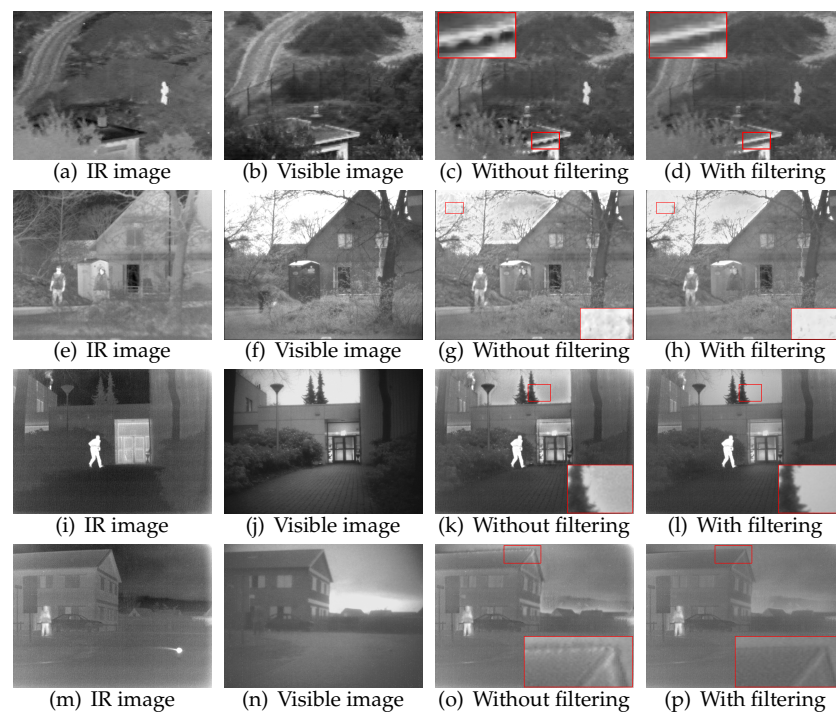 (a) IR image
(b) Visible image
(c) Without filtering
(d) With filtering
(e) IR image
(f) Visible image
(g) Without filtering
(h) With filtering
(i) IR image
(j) Visible image
(k) Without filtering
(l) With filtering
(m) IR image
(n) Visible image
(o) Without filtering
(p) With filtering